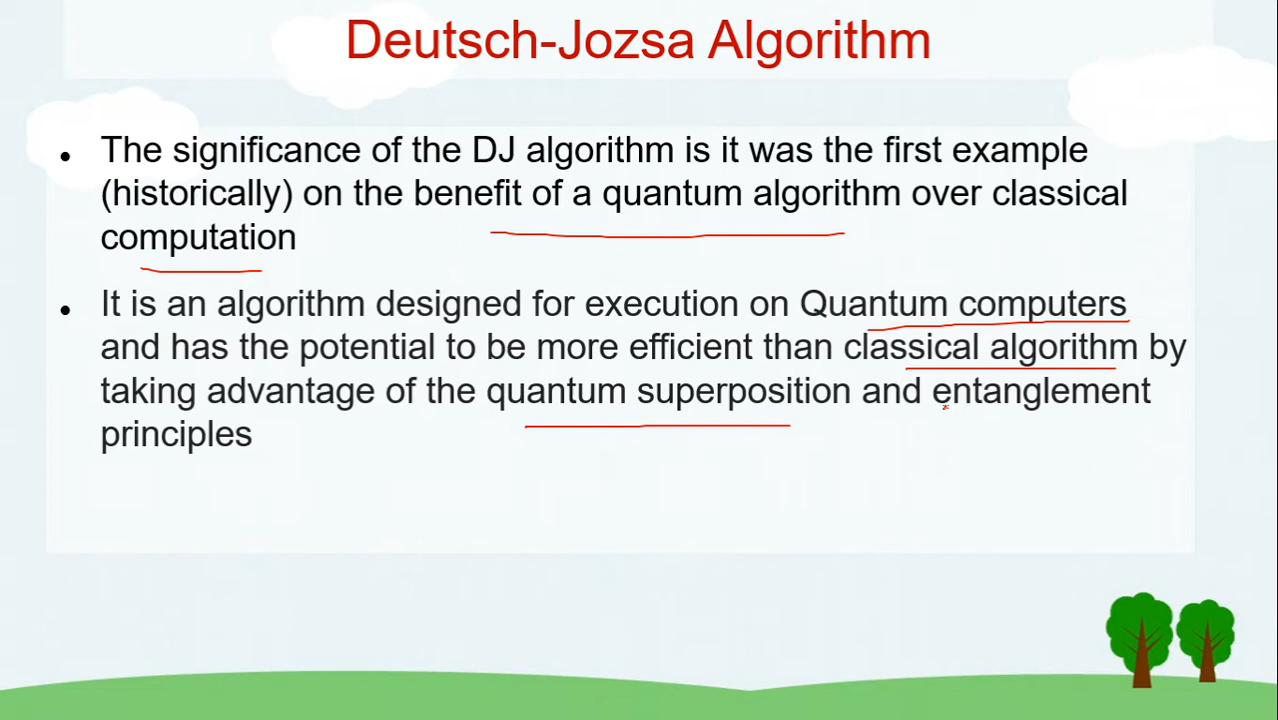 Deutsch-Jozsa Algorithm
• The significance of the DJ algorithm is it was the first example
(historically) on the benefit of a quantum algorithm over classical
computation
• It is an algorithm designed for execution on Quantum computers
and has the potential to be more efficient than classical algorithm by
taking advantage of the quantum superposition and entanglement
principles